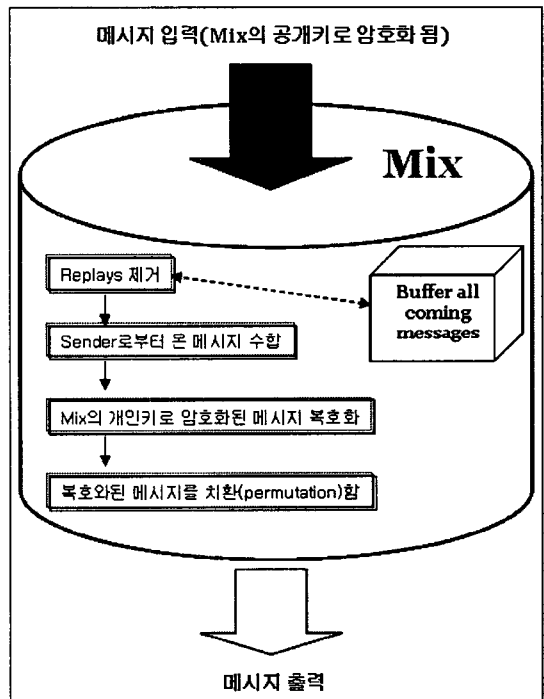 메시지 입력(Mix의 공개키로 암호화 됨)
Mix
Replays 제거
Buffer all
coming
messages
Sender로부터 온 메시지 수합
Mix의 개인키로 암호화된 메시지 복호화
복호와된 메시지를 치환(permutation)함
메시지 출력